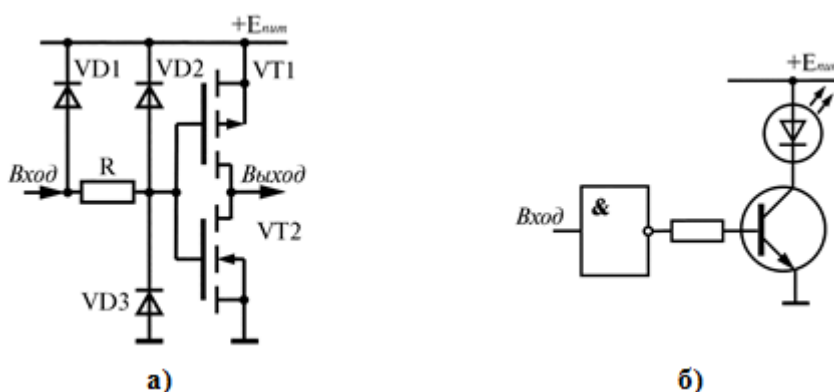 +Eпит
VD1
VD2
VT1
Вход
R
Выход
VT2
VD3
а)
+Eпит
Вход
&
б)